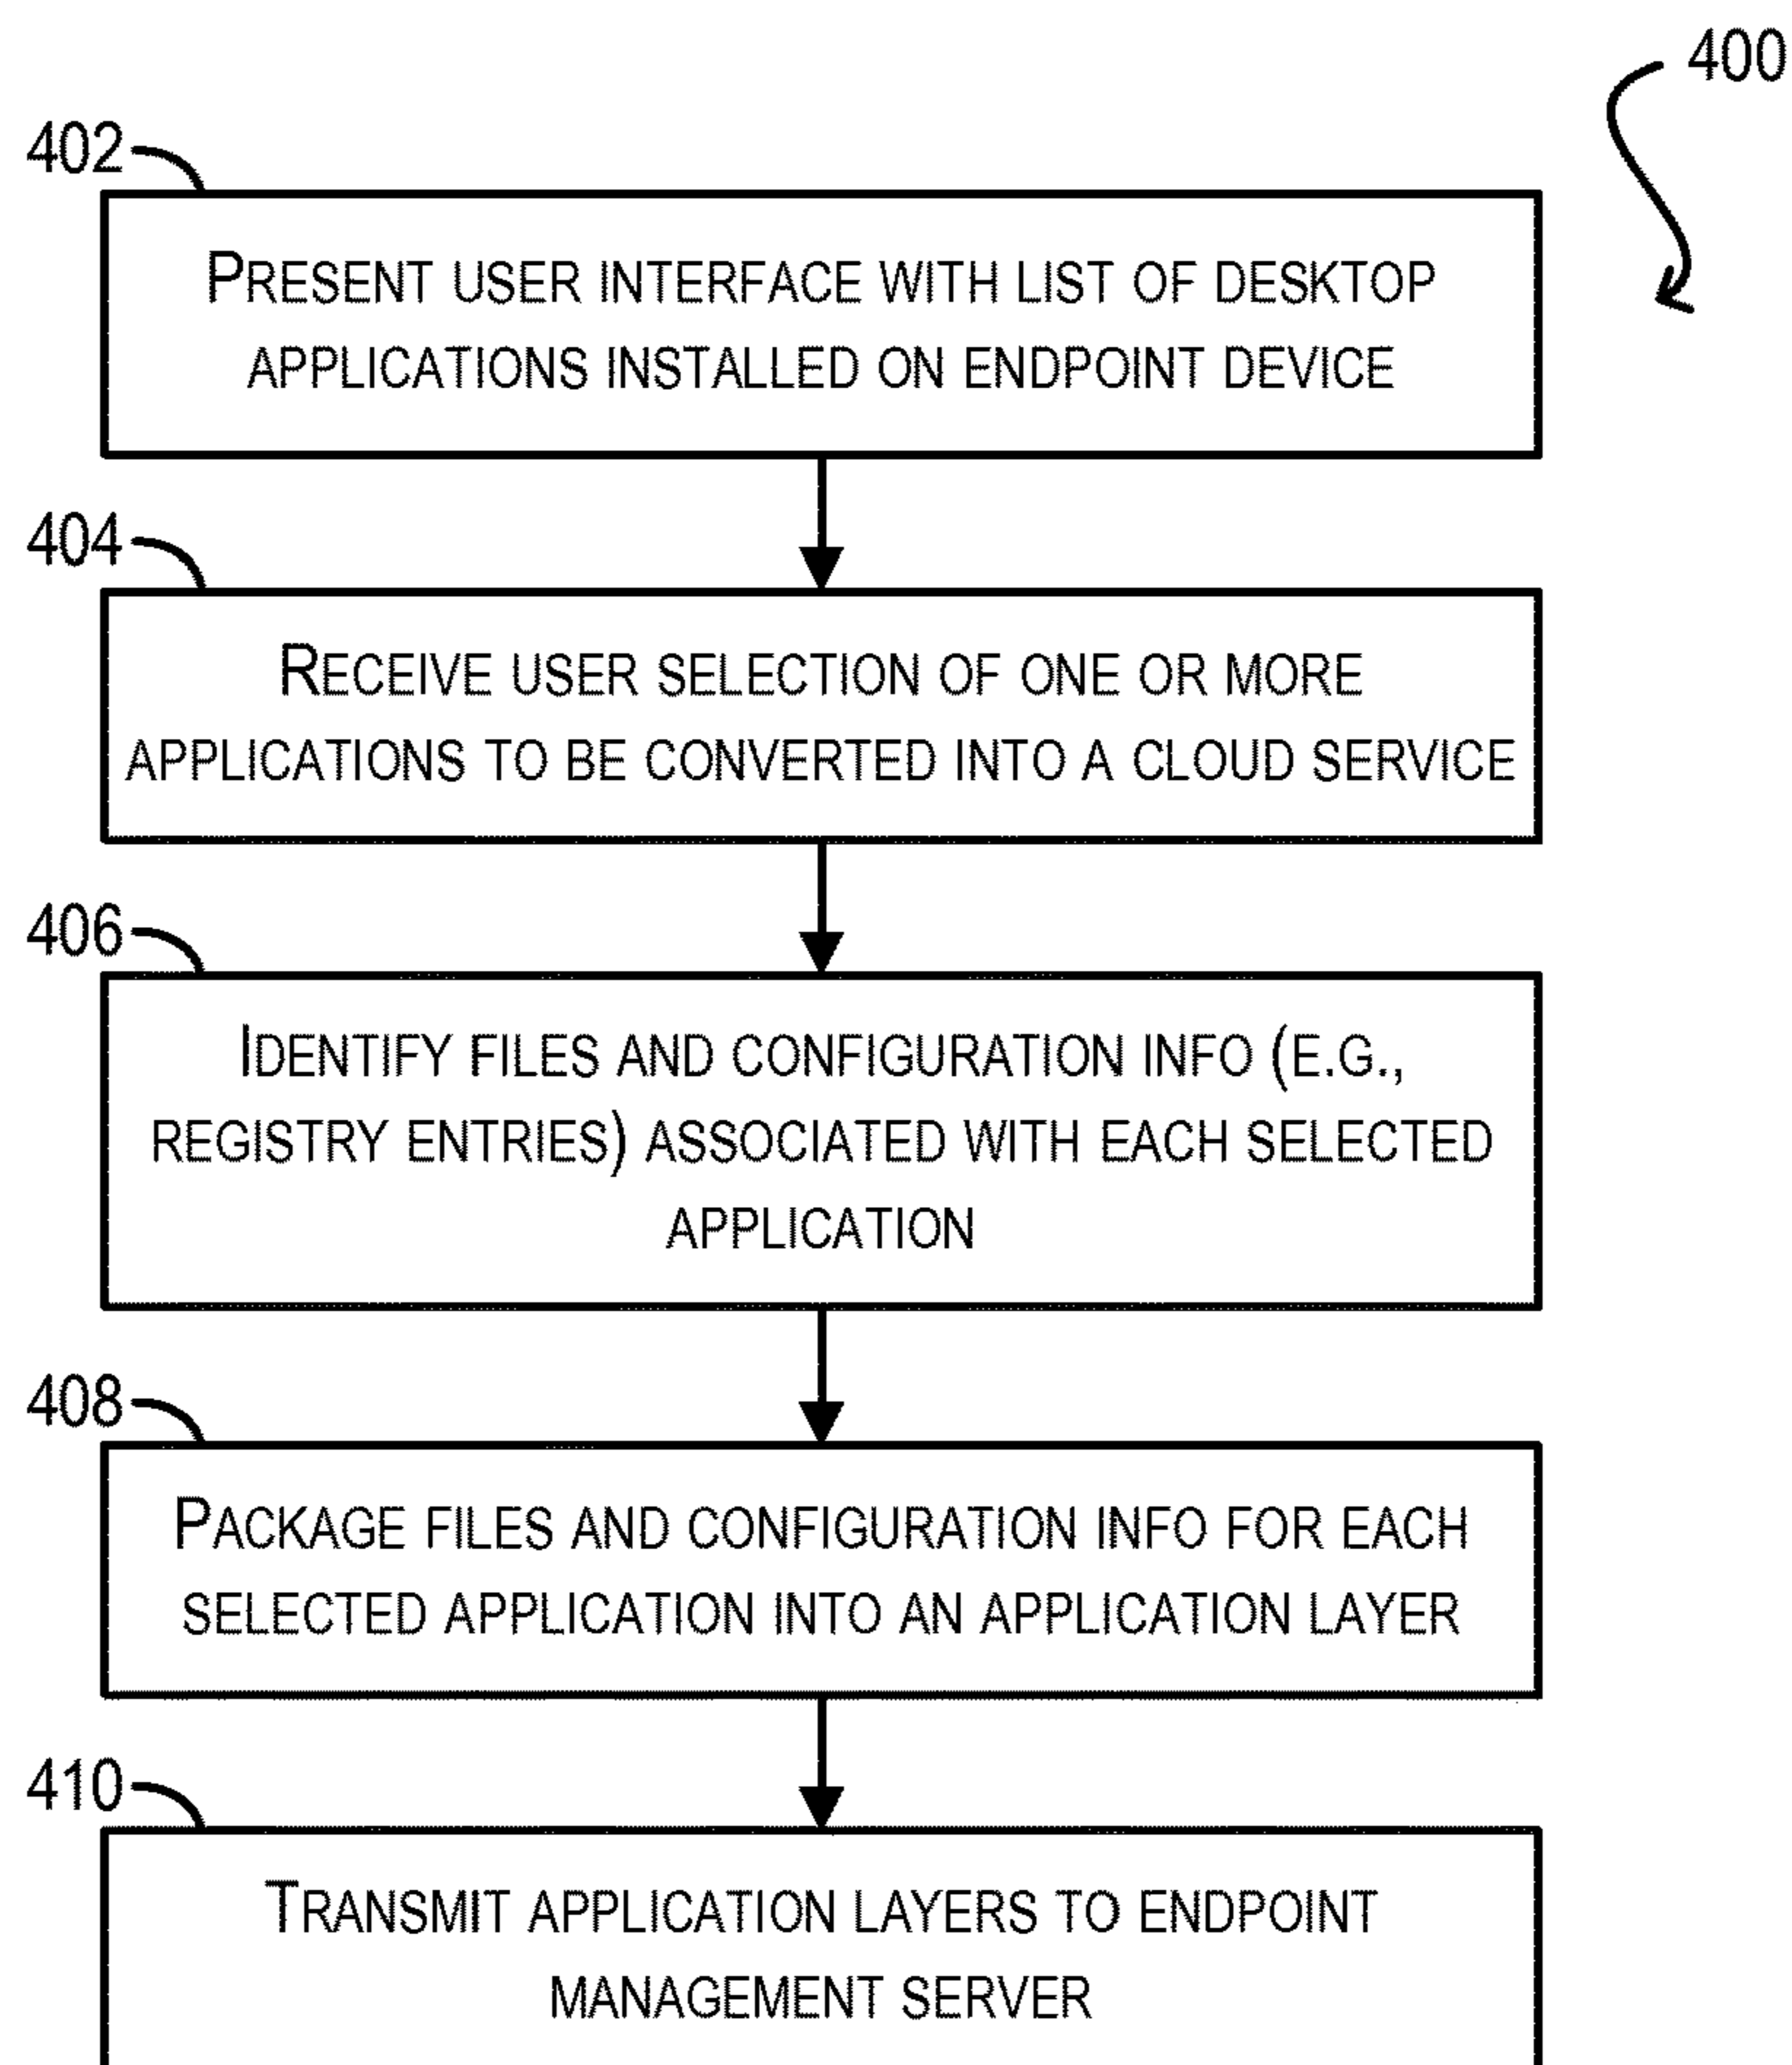 400
402
PRESENT USER INTERFACE WITH LIST OF DESKTOP
APPLICATIONS INSTALLED ON ENDPOINT DEVICE
404
RECEIVE USER SELECTION OF ONE OR MORE
APPLICATIONS TO BE CONVERTED INTO A CLOUD SERVICE
406
IDENTIFY FILES AND CONFIGURATION INFO (E.G.,
REGISTRY ENTRIES) ASSOCIATED WITH EACH SELECTED
APPLICATION
408
PACKAGE FILES AND CONFIGURATION INFO FOR EACH
SELECTED APPLICATION INTO AN APPLICATION LAYER
410
TRANSMIT APPLICATION LAYERS TO ENDPOINT
MANAGEMENT SERVER